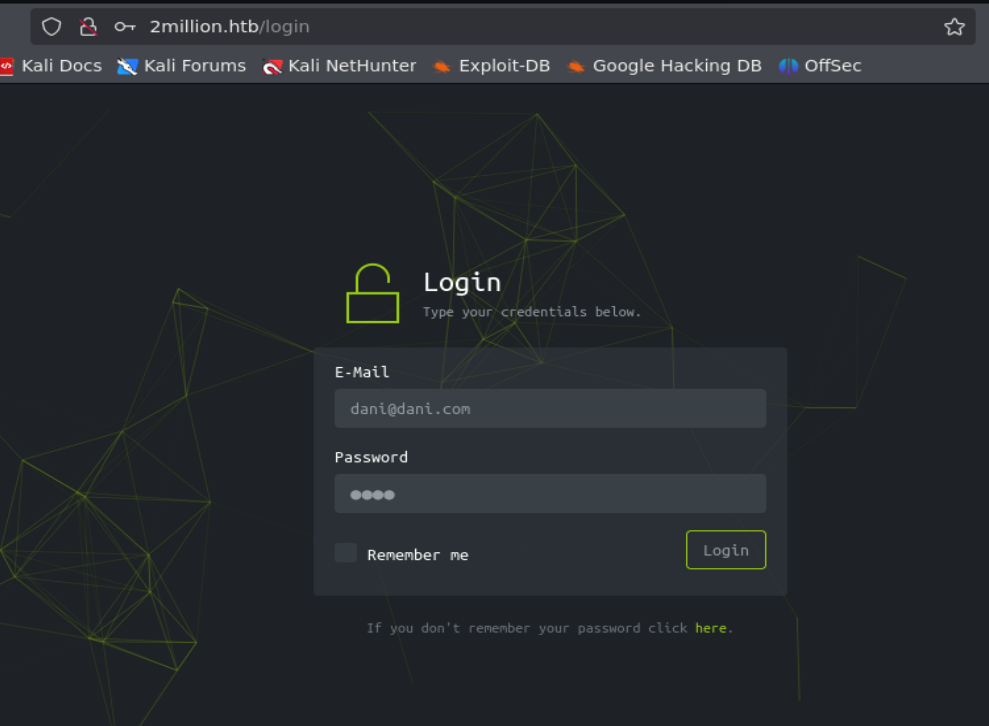 2million.htb/login
Kali Docs Kali Forums Kali NetHunter Exploit-DB Google Hacking DB OffSec
Login
Type your credentials below.
E-Mail
dani@dani.com
Password
●●●●
Remember me
Login
If you don't remember your password click here.